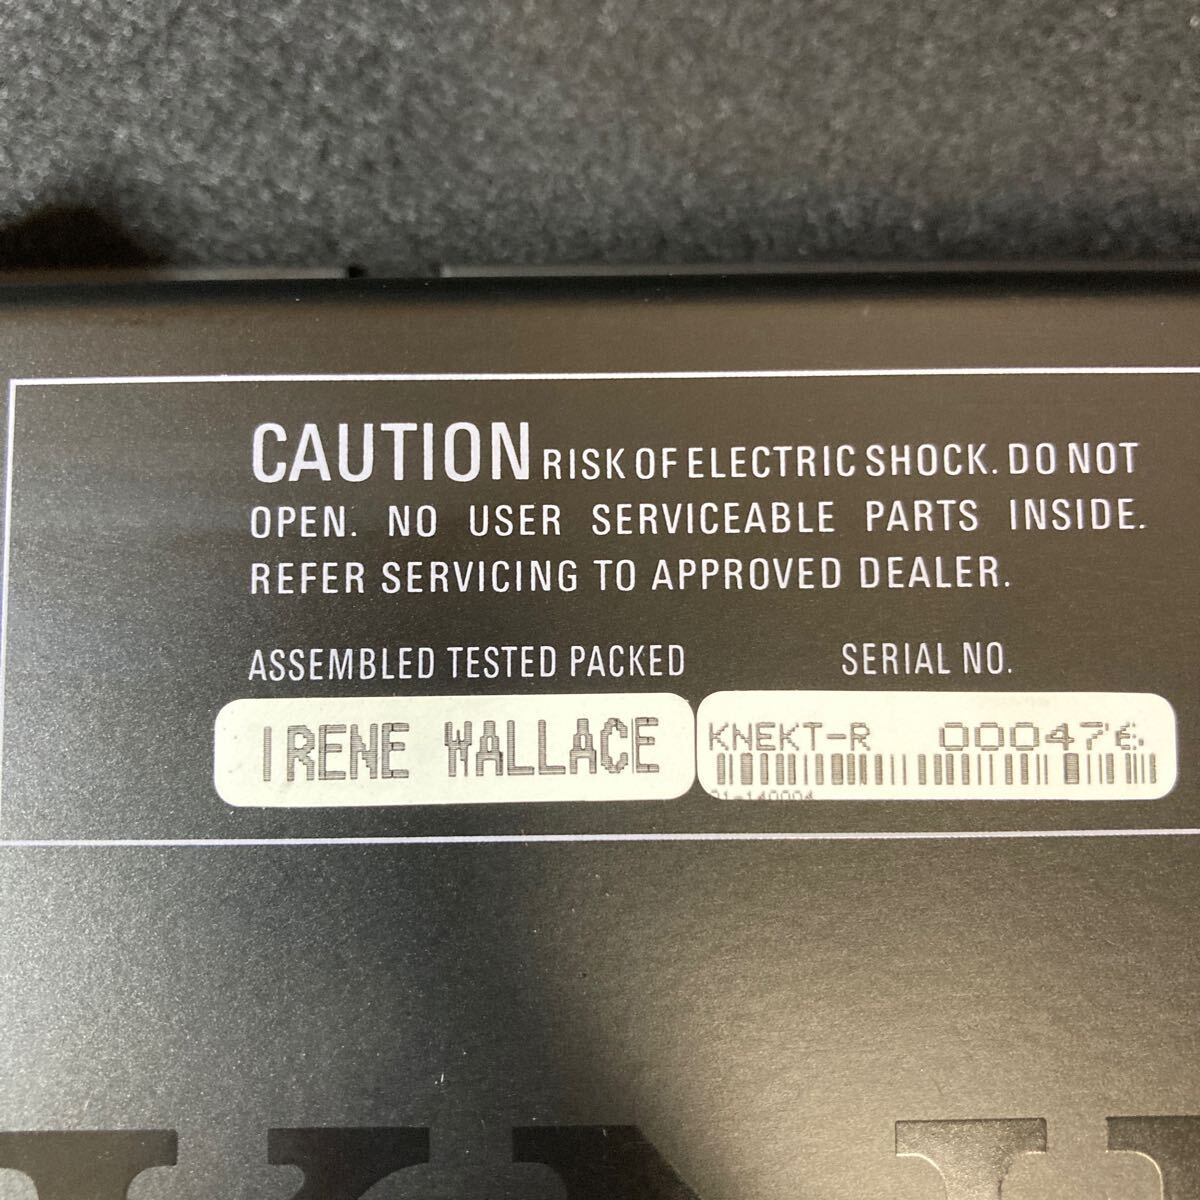 CAUTION RISK OF ELECTRIC SHOCK. DO NOT
OPEN. NO USER SERVICEABLE PARTS INSIDE.
REFER SERVICING TO APPROVED DEALER.
ASSEMBLED TESTED PACKED SERIAL NO.
IRENE WALLACE
KNEKT-R